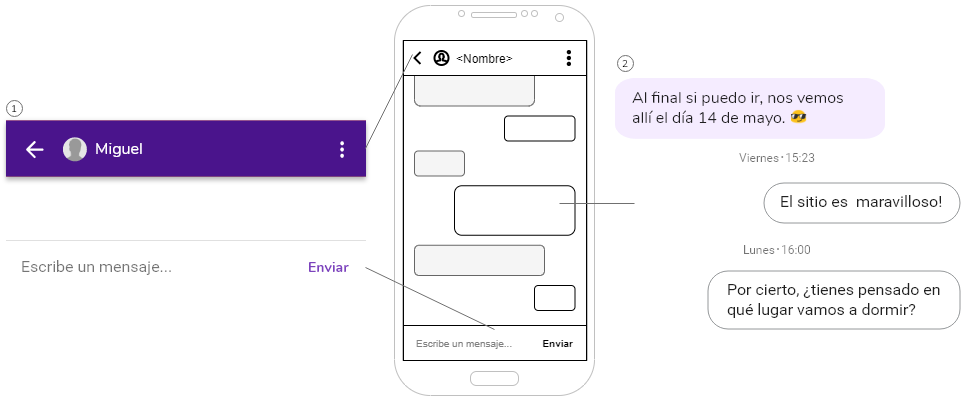 1
Miguel
Escribe un mensaje...
Enviar
<Nombre>
Escribe un mensaje...
Enviar
2
Al final si puedo ir, nos vemos
allí el día 14 de mayo. 😎
Viernes · 15:23
El sitio es  maravilloso!
Lunes · 16:00
Por cierto, ¿tienes pensado en
qué lugar vamos a dormir?